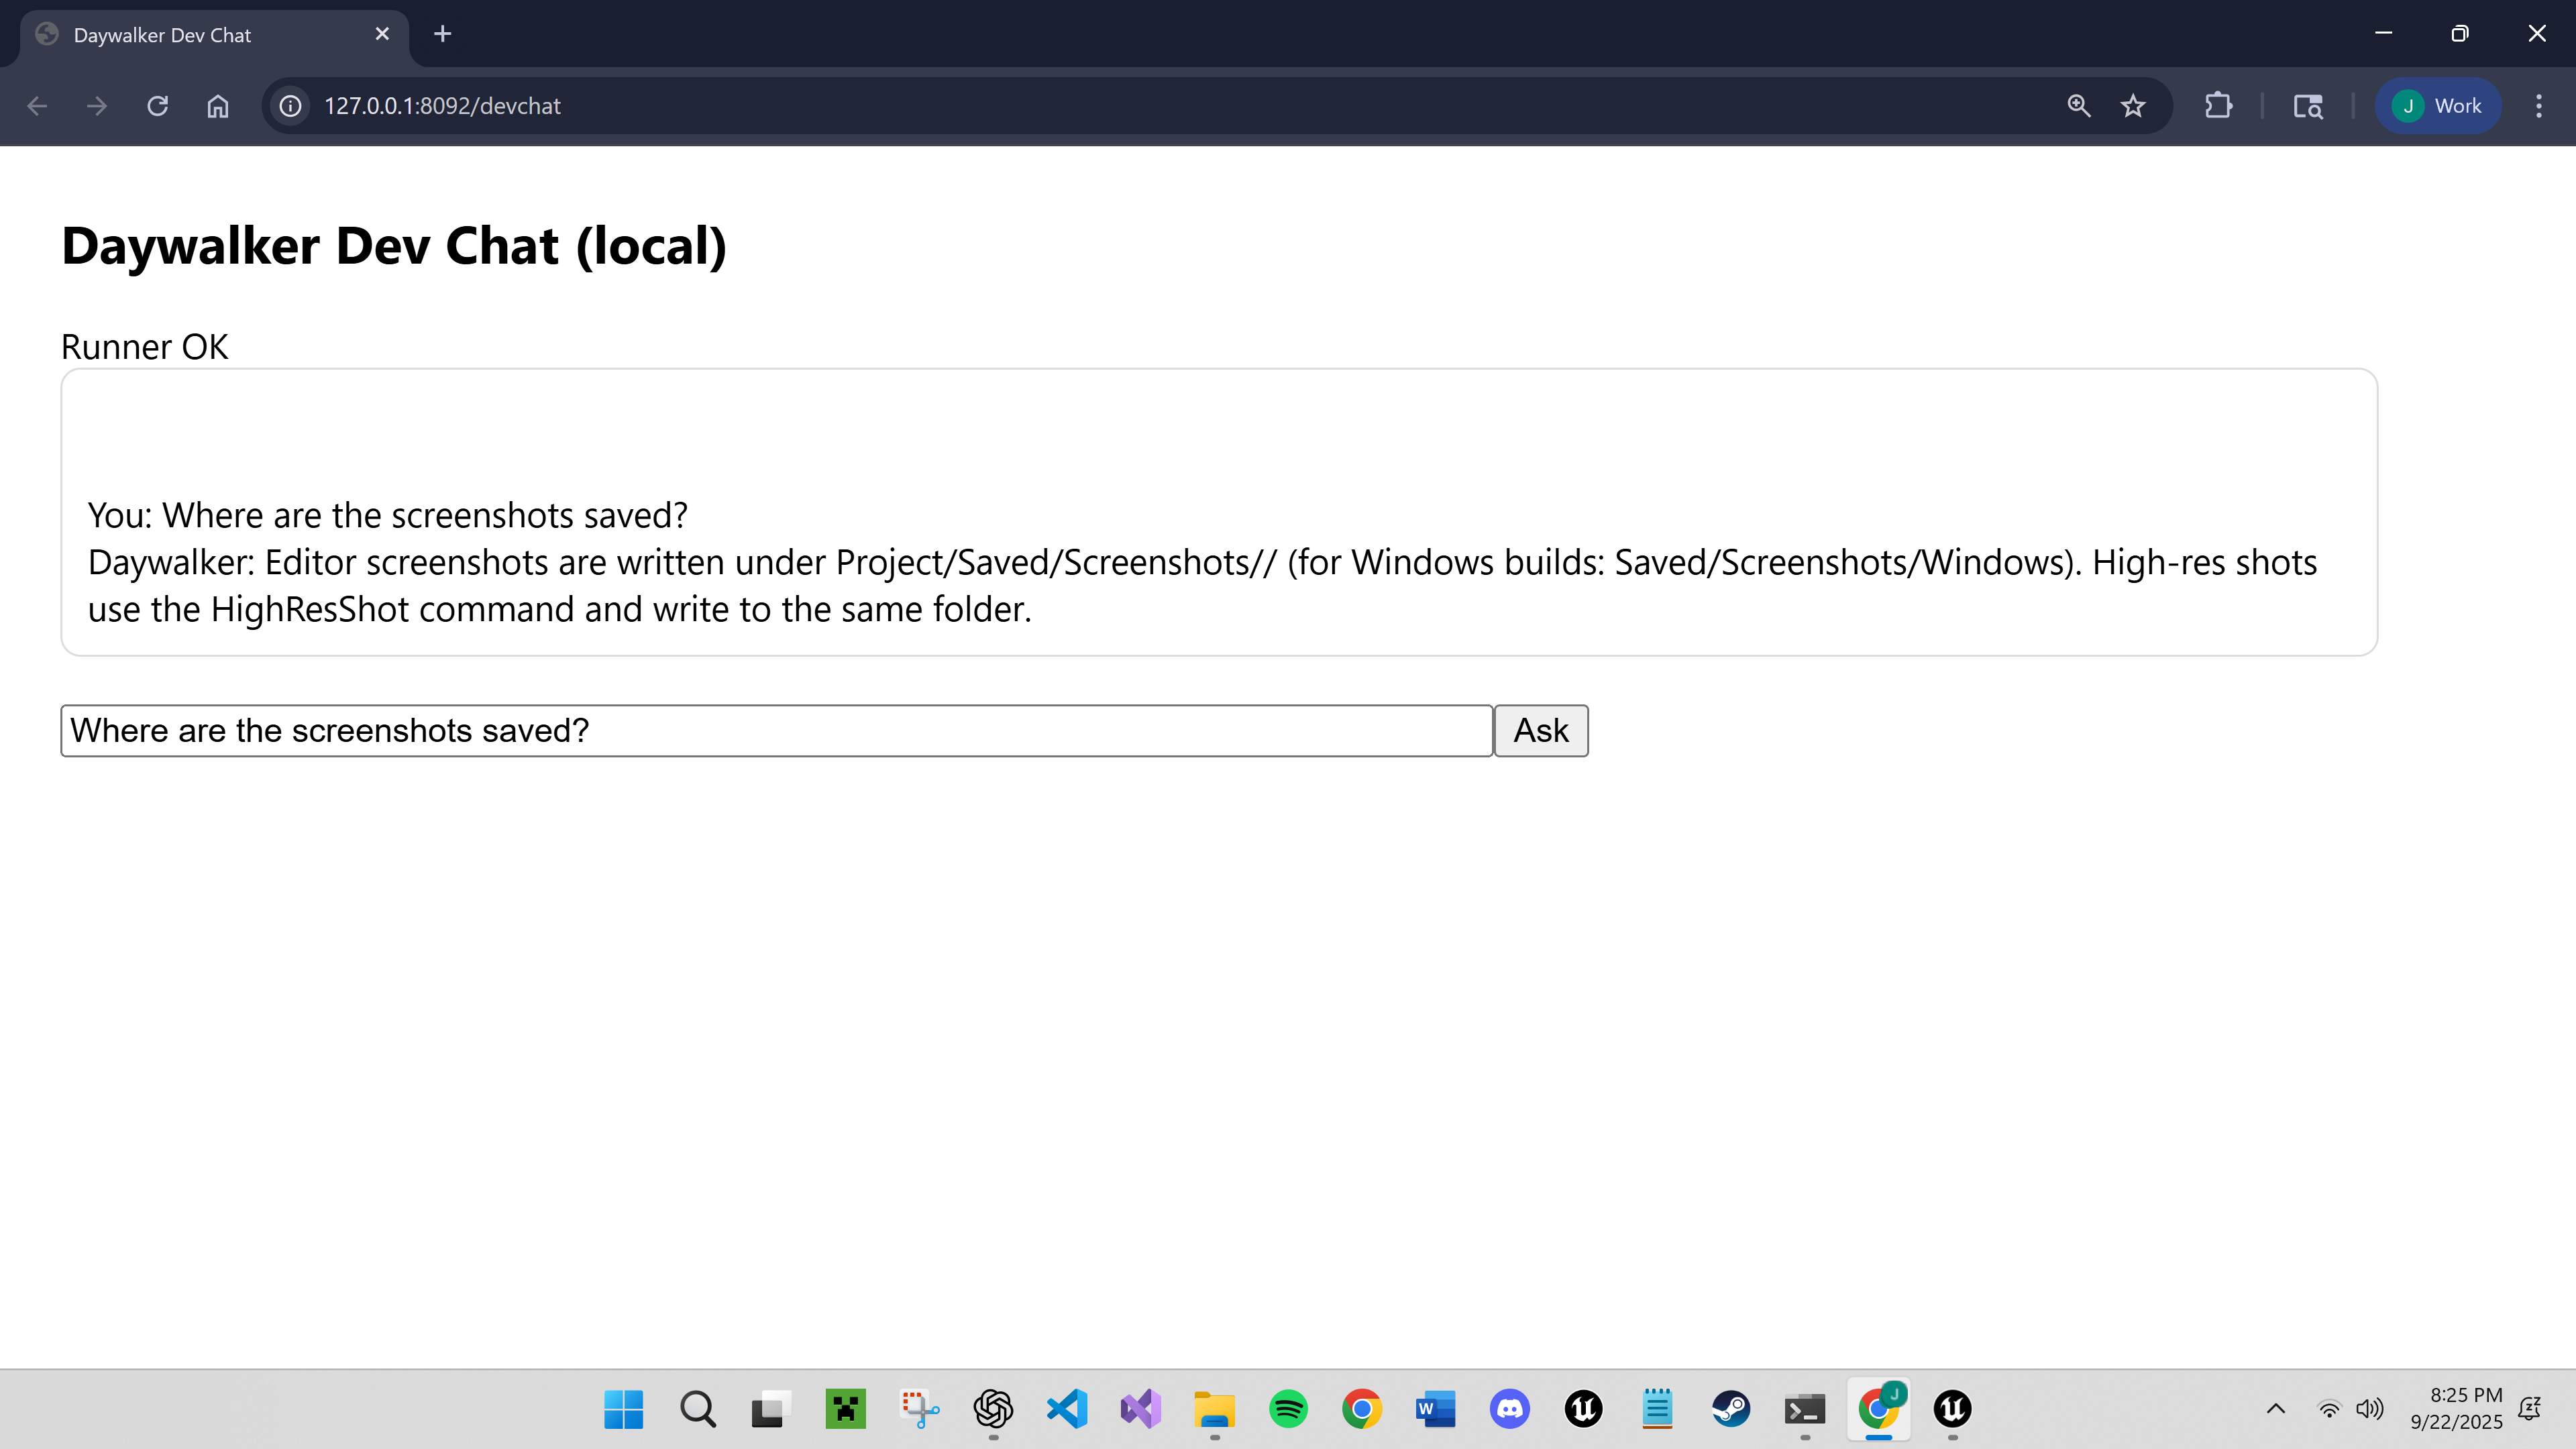 Daywalker Dev Chat
127.0.0.1:8092/devchat
J Work
Daywalker Dev Chat (local)
Runner OK
You: Where are the screenshots saved?
Daywalker: Editor screenshots are written under Project/Saved/Screenshots// (for Windows builds: Saved/Screenshots/Windows). High-res shots
use the HighResShot command and write to the same folder.
Where are the screenshots saved? Ask
W
J
8:25 PM
9/22/2025